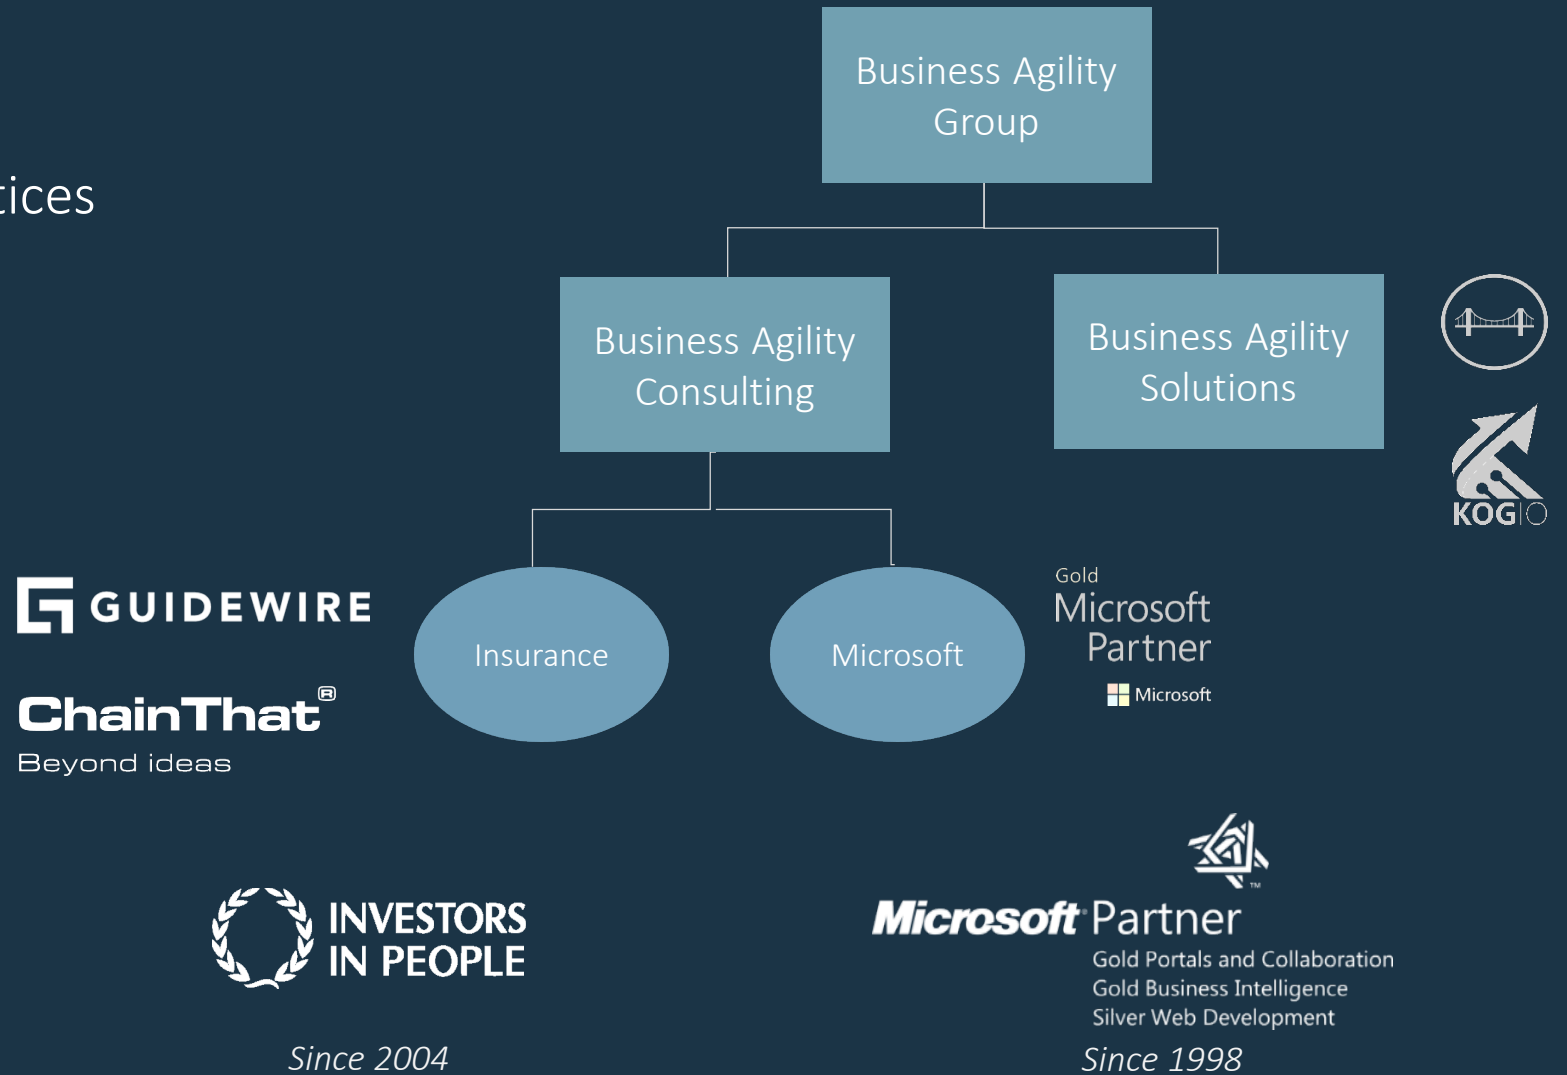 Business Agility
Group
tices
Business Agility
Consulting
Business Agility
Solutions
KOGIO
GUIDEWIRE
Insurance
Microsoft
Gold
Microsoft
Partner
Microsoft
ChainThat®
Beyond ideas
INVESTORS
IN PEOPLE
Since 2004
™
Microsoft Partner
Gold Portals and Collaboration
Gold Business Intelligence
Silver Web Development
Since 1998